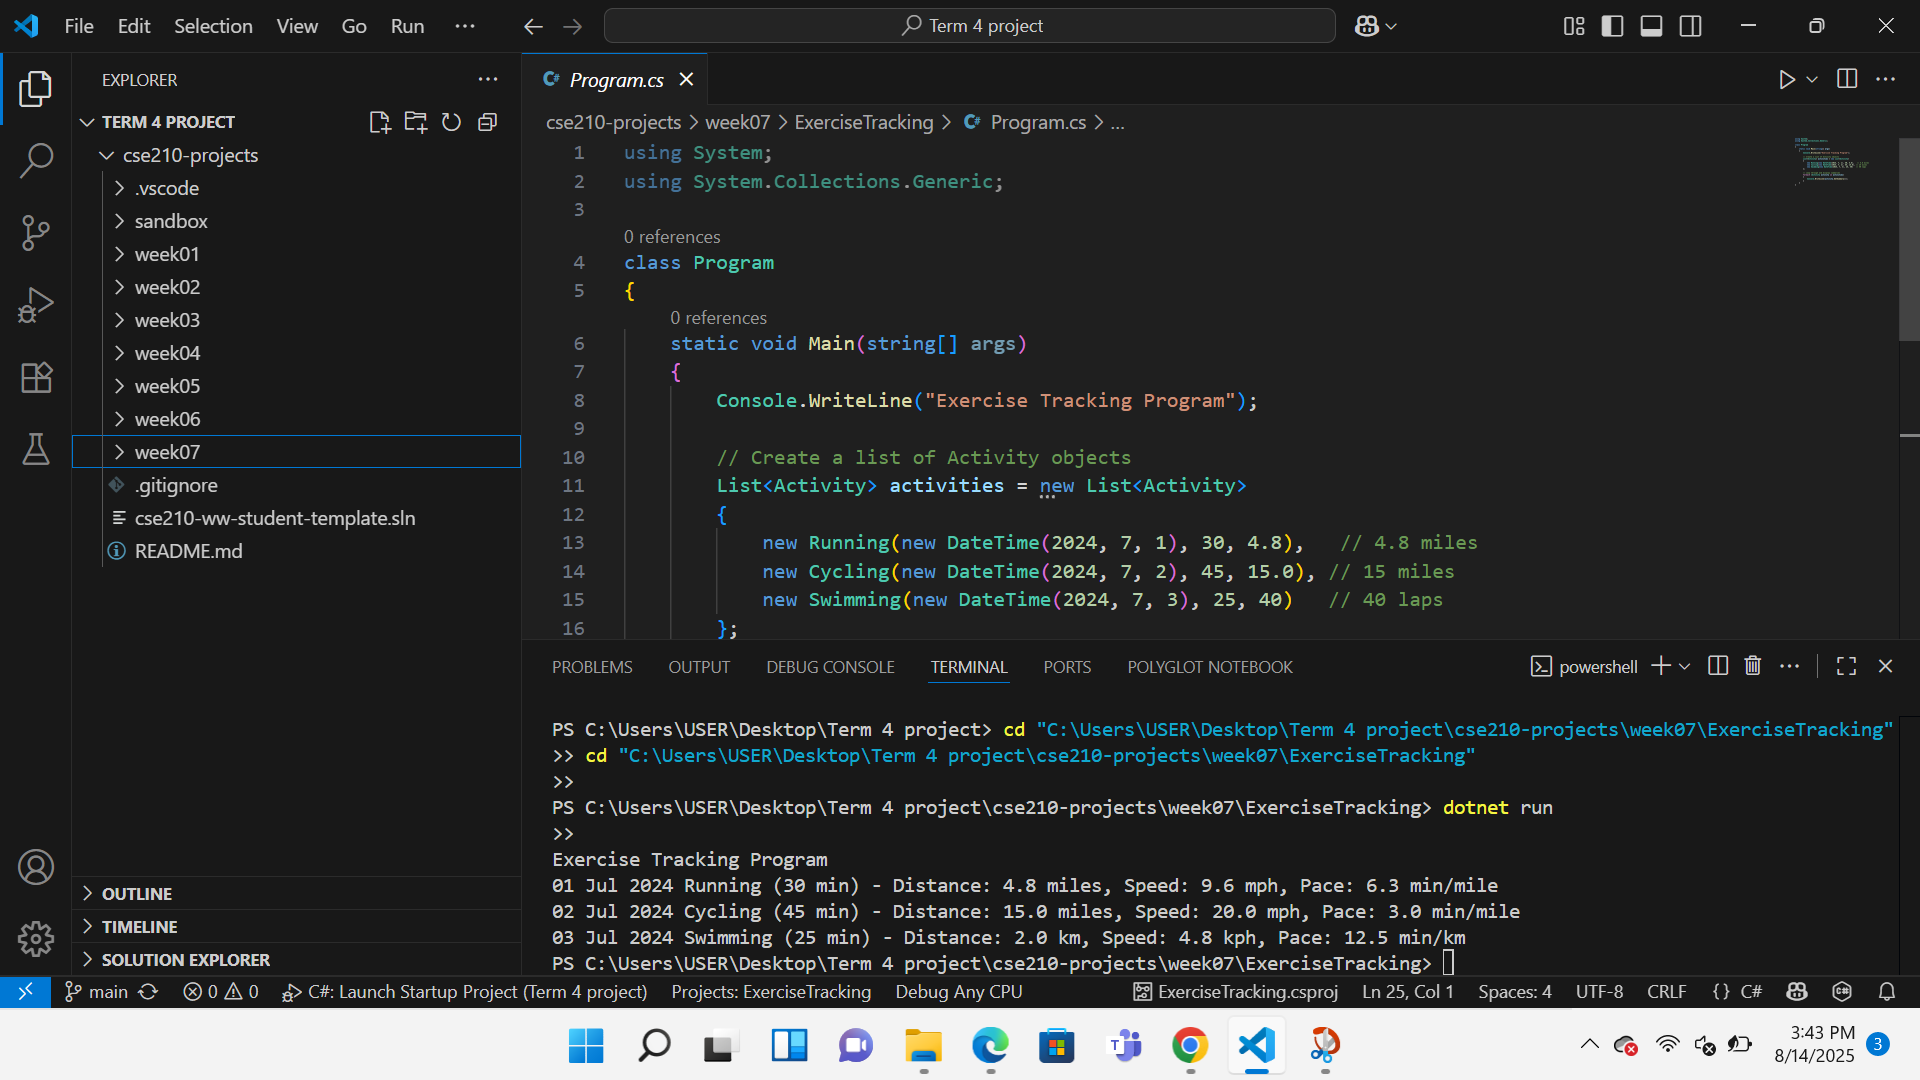 File Edit Selection View Go Run ...
Term 4 project
EXPLORER
Program.cs
TERM 4 PROJECT
cse210-projects
.vscode
sandbox
week01
week02
week03
week04
week05
week06
week07
.gitignore
cse210-ww-student-template.sln
README.md
OUTLINE
TIMELINE
SOLUTION EXPLORER
cse210-projects > week07 > ExerciseTracking > Program.cs > ...
1 using System;
2 using System.Collections.Generic;
3
0 references
4 class Program
5 {
0 references
6 static void Main(string[] args)
7 {
8 Console.WriteLine("Exercise Tracking Program");
9
10 // Create a list of Activity objects
11 List<Activity> activities = new List<Activity>
12 {
13 new Running(new DateTime(2024, 7, 1), 30, 4.8), // 4.8 miles
14 new Cycling(new DateTime(2024, 7, 2), 45, 15.0), // 15 miles
15 new Swimming(new DateTime(2024, 7, 3), 25, 40) // 40 laps
16 };
PROBLEMS OUTPUT DEBUG CONSOLE TERMINAL PORTS POLYGLOT NOTEBOOK powershell
PS C:\Users\USER\Desktop\Term 4 project> cd "C:\Users\USER\Desktop\Term 4 project\cse210-projects\week07\ExerciseTracking"
>> cd "C:\Users\USER\Desktop\Term 4 project\cse210-projects\week07\ExerciseTracking"
>>
PS C:\Users\USER\Desktop\Term 4 project\cse210-projects\week07\ExerciseTracking> dotnet run
>>
Exercise Tracking Program
01 Jul 2024 Running (30 min) - Distance: 4.8 miles, Speed: 9.6 mph, Pace: 6.3 min/mile
02 Jul 2024 Cycling (45 min) - Distance: 15.0 miles, Speed: 20.0 mph, Pace: 3.0 min/mile
03 Jul 2024 Swimming (25 min) - Distance: 2.0 km, Speed: 4.8 kph, Pace: 12.5 min/km
PS C:\Users\USER\Desktop\Term 4 project\cse210-projects\week07\ExerciseTracking>
main 0 0 C#: Launch Startup Project (Term 4 project) Projects: ExerciseTracking Debug Any CPU ExerciseTracking.csproj Ln 25, Col 1 Spaces: 4 UTF-8 CRLF {} C#
3:43 PM
8/14/2025
3